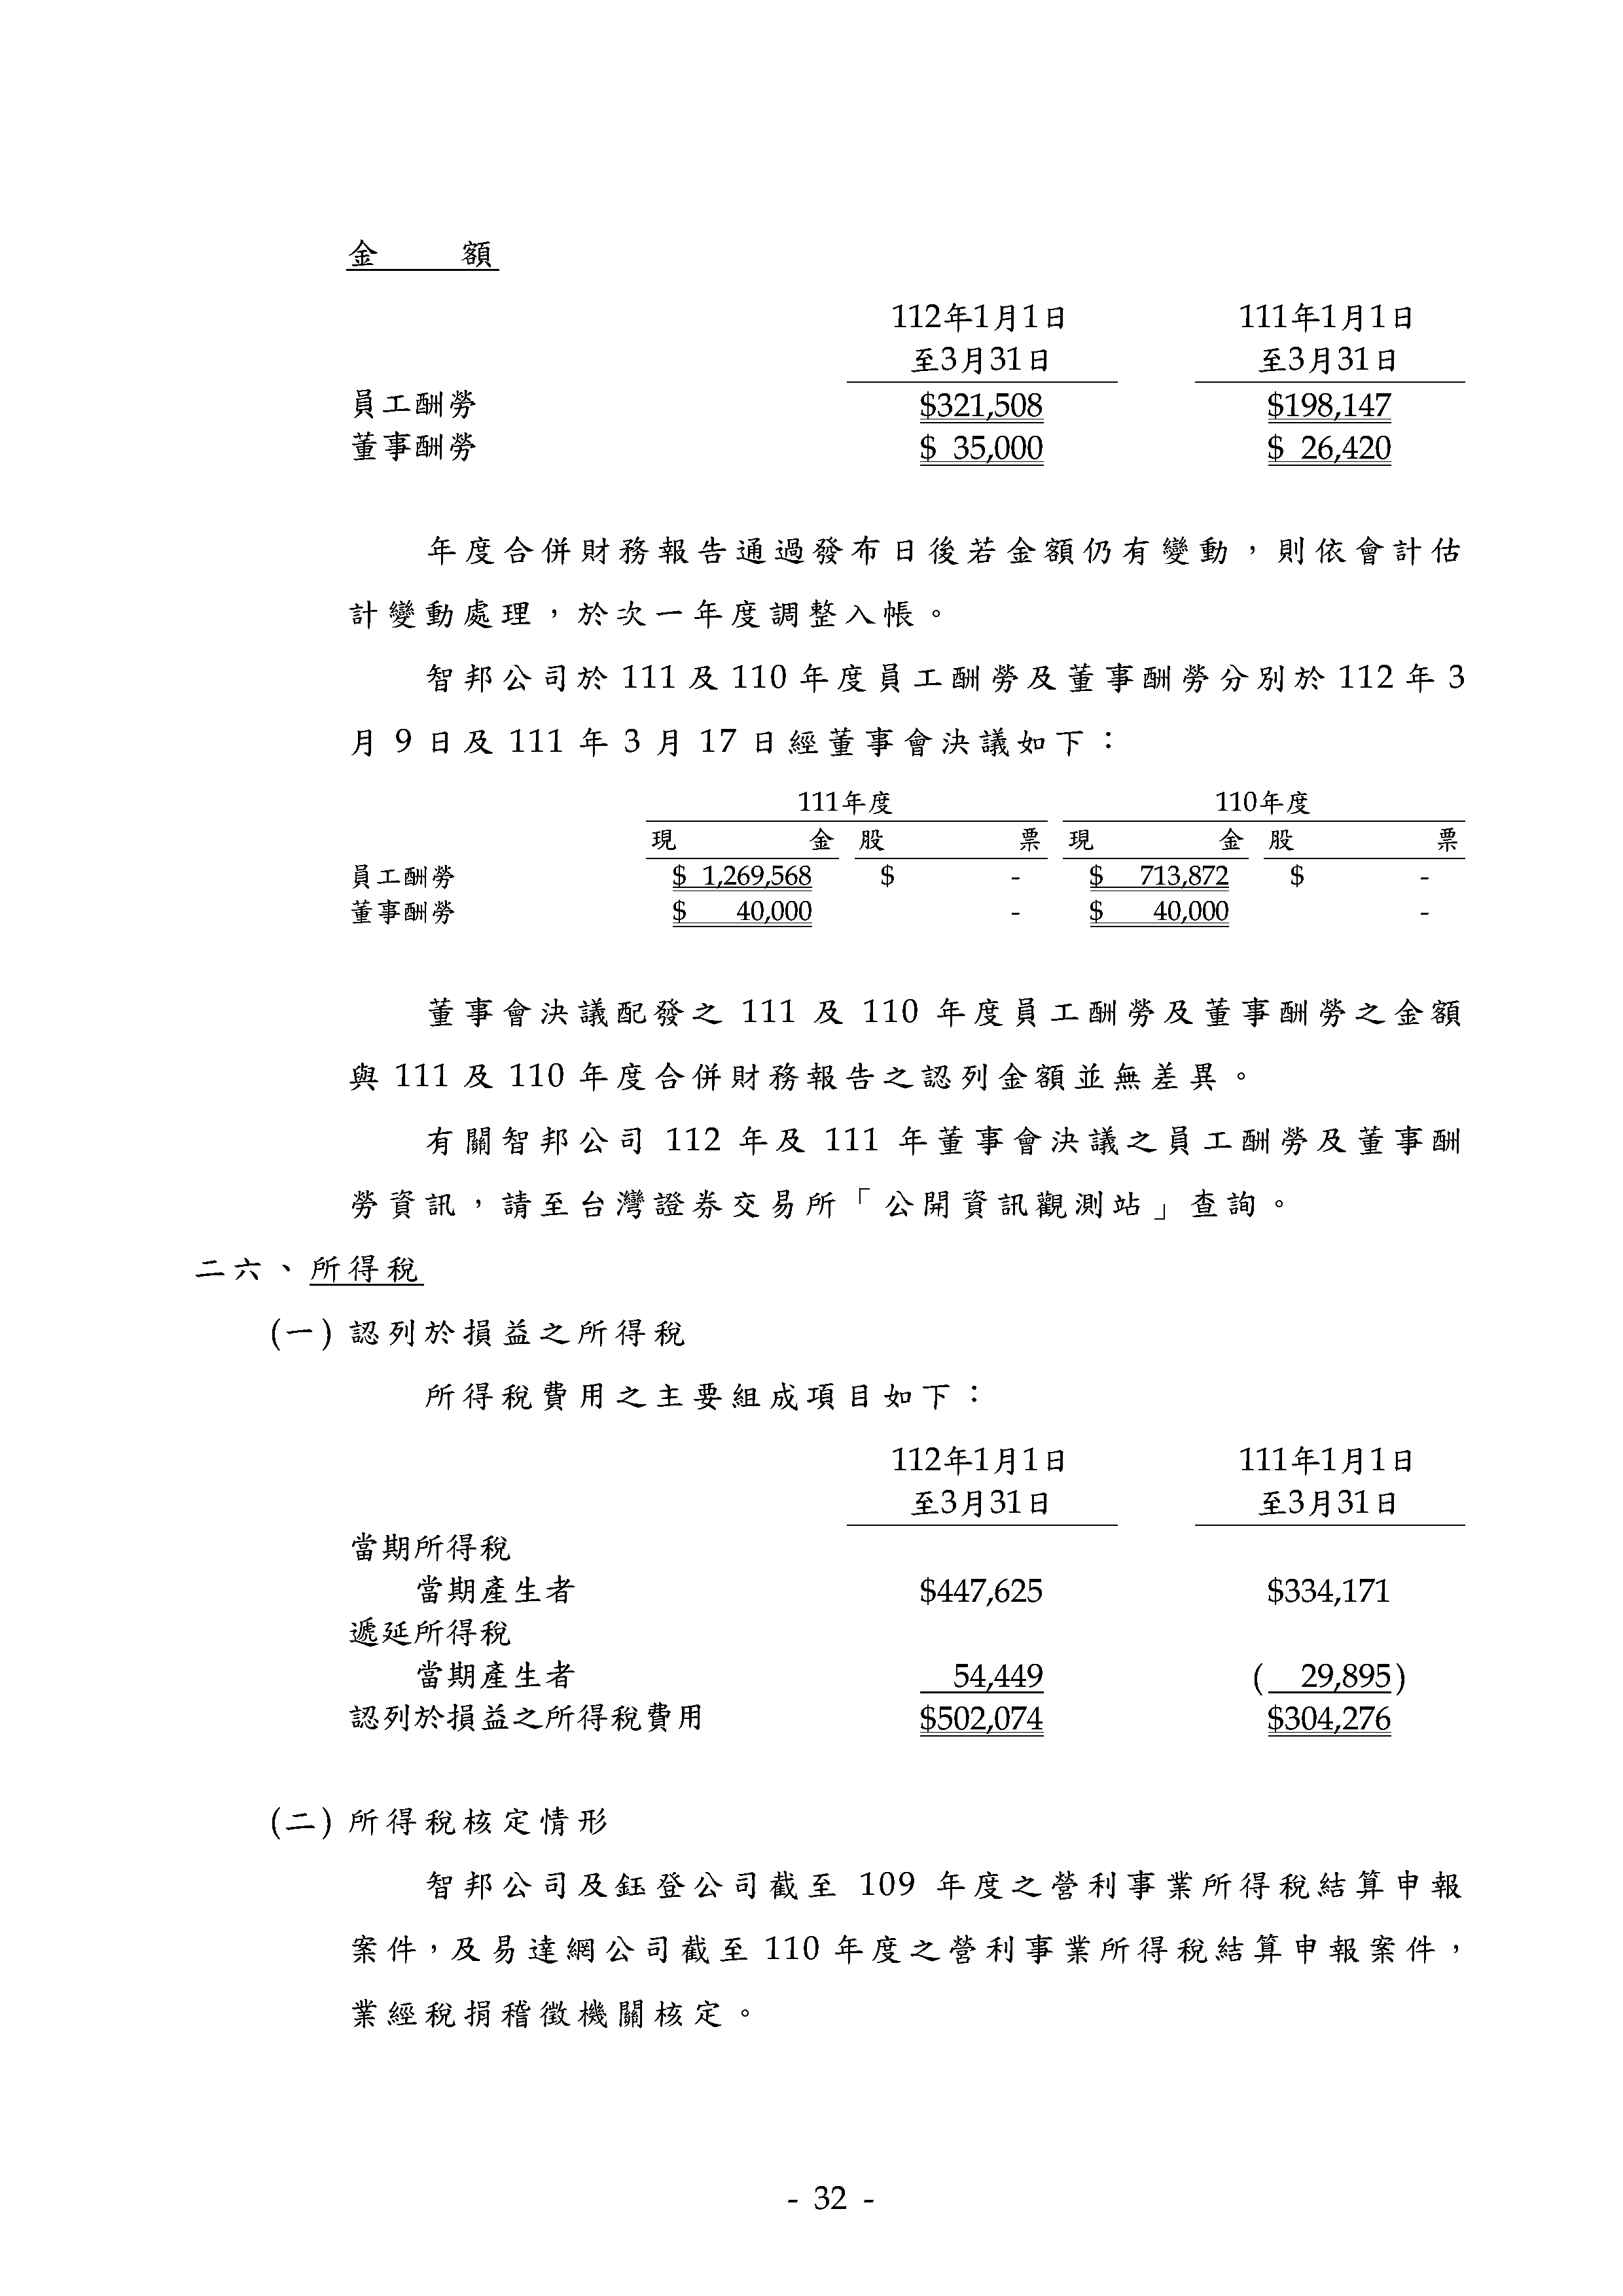 金　　額
112年1月1日　111年1月1日
至3月31日　至3月31日
員工酬勞　$321,508　$198,147
董事酬勞　$ 35,000　$ 26,420
年度合併財務報告通過發布日後若金額仍有變動，則依會計估
計變動處理，於次一年度調整入帳。
智邦公司於 111 及 110 年度員工酬勞及董事酬勞分別於 112 年 3
月 9 日及 111 年 3 月 17 日經董事會決議如下：
111年度　110年度
現　金　股　票　現　金　股　票
員工酬勞　$ 1,269,568　$ -　$ 713,872　$ -
董事酬勞　$ 40,000　-　$ 40,000　-
董事會決議配發之 111 及 110 年度員工酬勞及董事酬勞之金額
與 111 及 110 年度合併財務報告之認列金額並無差異。
有關智邦公司 112 年及 111 年董事會決議之員工酬勞及董事酬
勞資訊，請至台灣證券交易所「公開資訊觀測站」查詢。
二六、所得稅
(一) 認列於損益之所得稅
所得稅費用之主要組成項目如下：
112年1月1日　111年1月1日
至3月31日　至3月31日
當期所得稅
當期產生者　$447,625　$334,171
遞延所得稅
當期產生者　54,449　( 29,895)
認列於損益之所得稅費用　$502,074　$304,276
(二) 所得稅核定情形
智邦公司及鈺登公司截至 109 年度之營利事業所得稅結算申報
案件，及易達網公司截至 110 年度之營利事業所得稅結算申報案件，
業經稅捐稽徵機關核定。
- 32 -